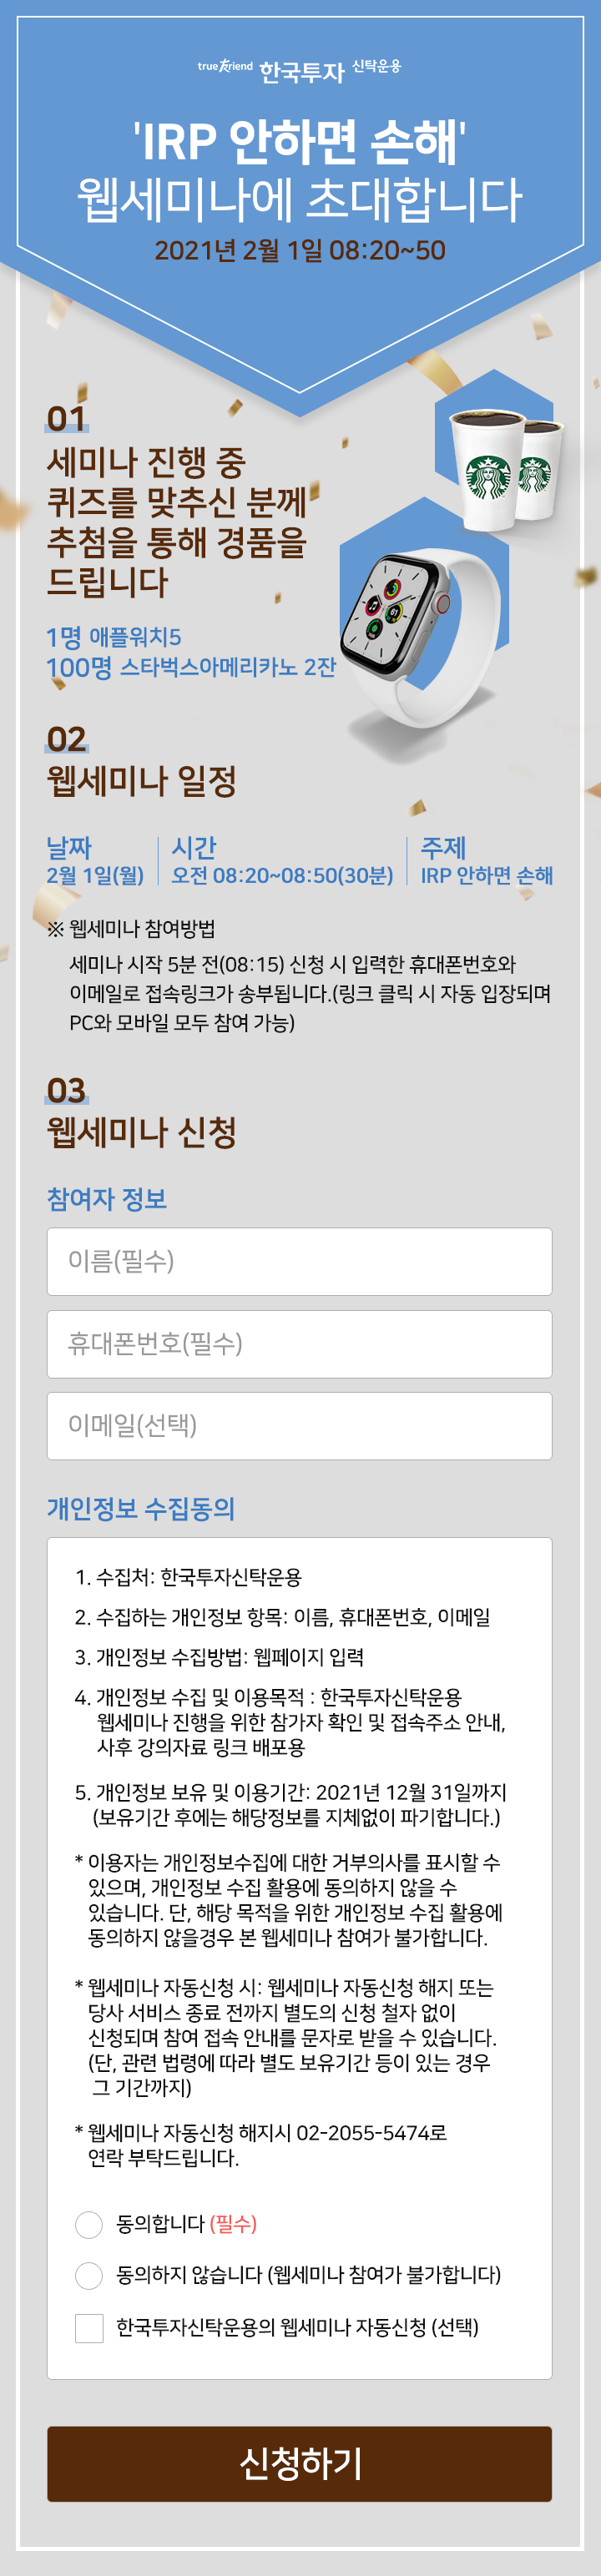 true Friend 한국투자 신탁운용
'IRP 안하면 손해'
웹세미나에 초대합니다
2021년 2월 1일 08:20~50
01
세미나 진행 중
퀴즈를 맞추신 분께
추첨을 통해 경품을
드립니다
1명 애플워치5
100명 스타벅스아메리카노 2잔
02
웹세미나 일정
날짜
2월 1일(월)
시간
오전 08:20~08:50(30분)
주제
IRP 안하면 손해
※ 웹세미나 참여방법
세미나 시작 5분 전(08:15) 신청 시 입력한 휴대폰번호와
이메일로 접속링크가 송부됩니다.(링크 클릭 시 자동 입장되며
PC와 모바일 모두 참여 가능)
03
웹세미나 신청
참여자 정보
이름(필수)
휴대폰번호(필수)
이메일(선택)
개인정보 수집동의
1. 수집처: 한국투자신탁운용
2. 수집하는 개인정보 항목: 이름, 휴대폰번호, 이메일
3. 개인정보 수집방법: 웹페이지 입력
4. 개인정보 수집 및 이용목적 : 한국투자신탁운용
웹세미나 진행을 위한 참가자 확인 및 접속주소 안내,
사후 강의자료 링크 배포용
5. 개인정보 보유 및 이용기간: 2021년 12월 31일까지
(보유기간 후에는 해당정보를 지체없이 파기합니다.)
* 이용자는 개인정보수집에 대한 거부의사를 표시할 수
있으며, 개인정보 수집 활용에 동의하지 않을 수
있습니다. 단, 해당 목적을 위한 개인정보 수집 활용에
동의하지 않을경우 본 웹세미나 참여가 불가합니다.
* 웹세미나 자동신청 시: 웹세미나 자동신청 해지 또는
당사 서비스 종료 전까지 별도의 신청 철자 없이
신청되며 참여 접속 안내를 문자로 받을 수 있습니다.
(단, 관련 법령에 따라 별도 보유기간 등이 있는 경우
그 기간까지)
* 웹세미나 자동신청 해지시 02-2055-5474로
연락 부탁드립니다.
동의합니다 (필수)
동의하지 않습니다 (웹세미나 참여가 불가합니다)
한국투자신탁운용의 웹세미나 자동신청 (선택)
신청하기